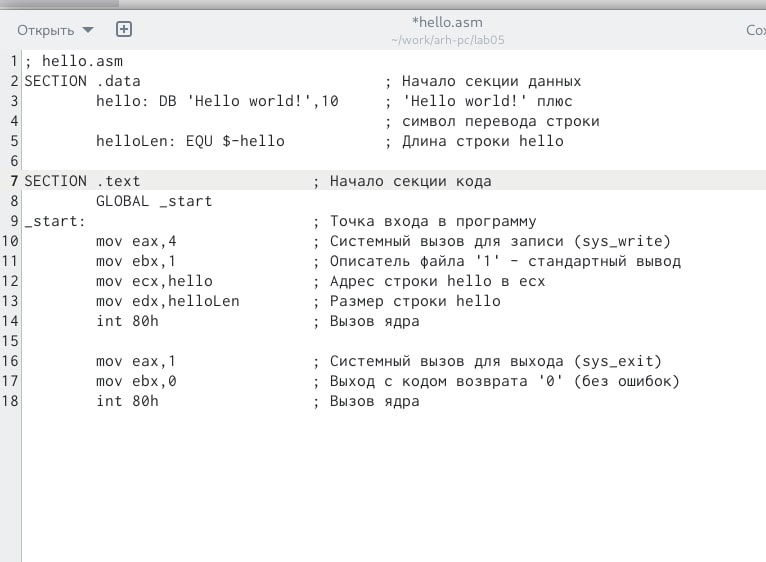 Открыть
*hello.asm
~/work/arh-pc/lab05
1 ; hello.asm
2 SECTION .data ; Начало секции данных
3 hello: DB 'Hello world!',10 ; 'Hello world!' плюс
4 ; символ перевода строки
5 helloLen: EQU $-hello ; Длина строки hello
6
7 SECTION .text ; Начало секции кода
8 GLOBAL _start
9 _start: ; Точка входа в программу
10 mov eax,4 ; Системный вызов для записи (sys_write)
11 mov ebx,1 ; Описатель файла '1' - стандартный вывод
12 mov ecx,hello ; Адрес строки hello в ecx
13 mov edx,helloLen ; Размер строки hello
14 int 80h ; Вызов ядра
15
16 mov eax,1 ; Системный вызов для выхода (sys_exit)
17 mov ebx,0 ; Выход с кодом возврата '0' (без ошибок)
18 int 80h ; Вызов ядра